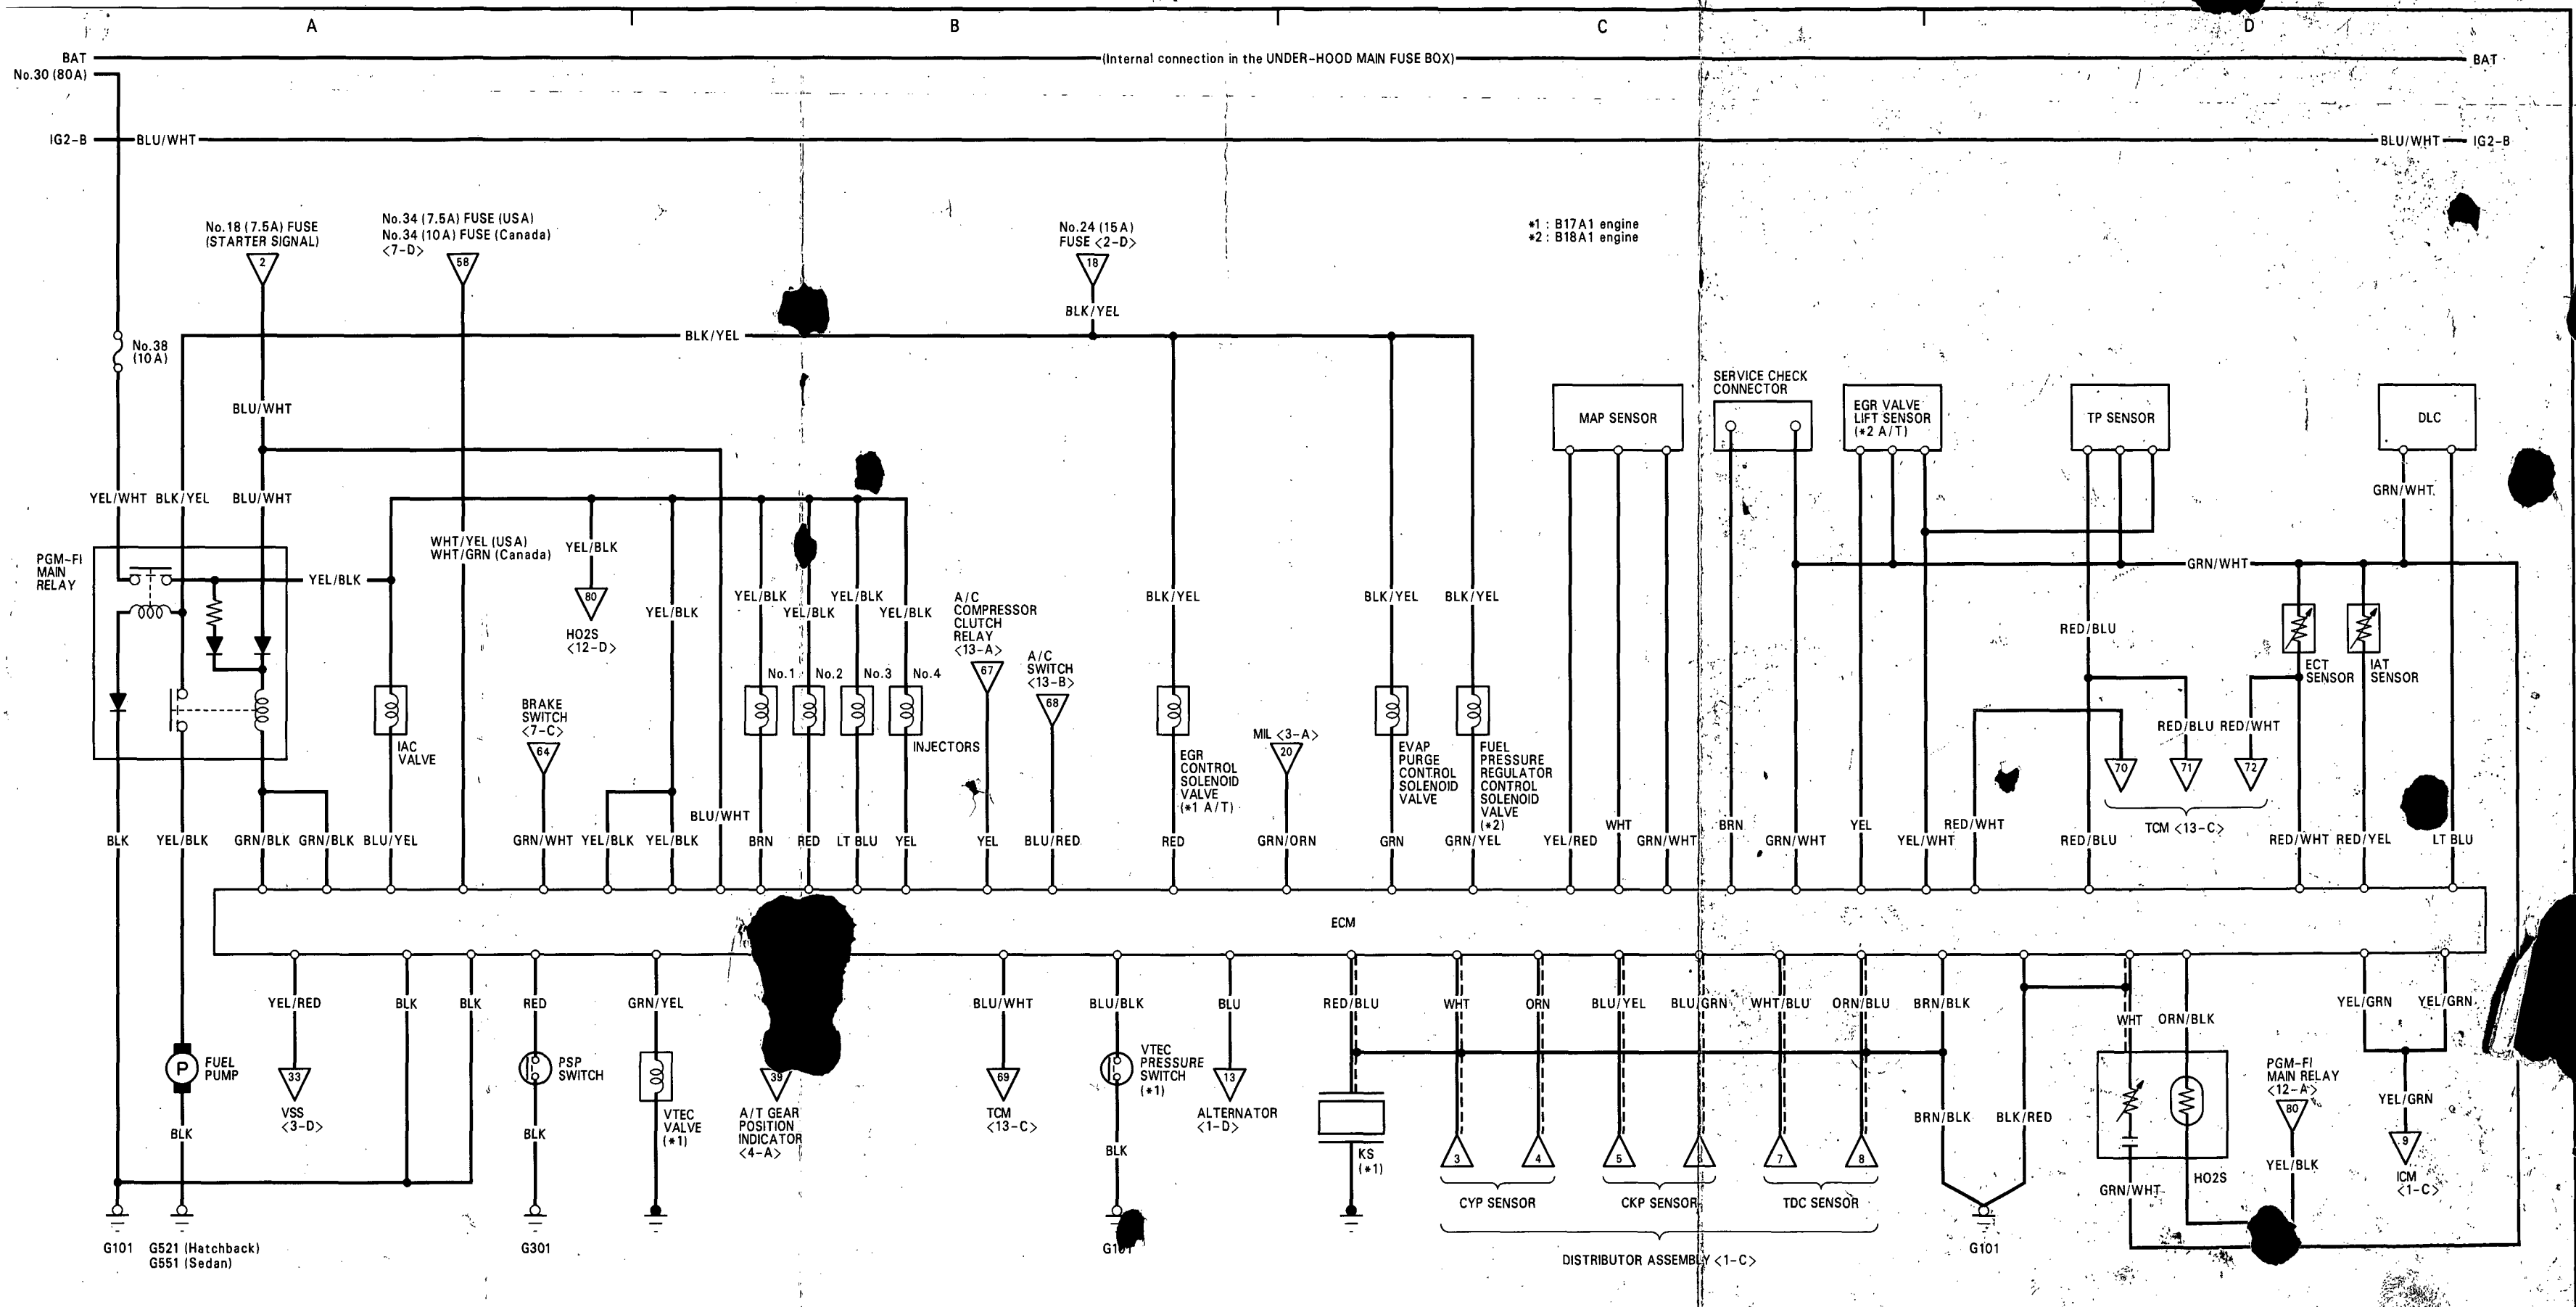 A B C D
BAT (Internal connection in the UNDER-HOOD MAIN FUSE BOX) BAT
No.30 (80A)
IG2-B BLU/WHT BLU/WHT IG2-B
No.18 (7.5A) FUSE
(STARTER SIGNAL)
2
No.34 (7.5A) FUSE (USA)
No.34 (10A) FUSE (Canada)
<7-D>
58
No.24 (15A)
FUSE <2-D>
18
BLK/YEL
*1 : B17A1 engine
*2 : B18A1 engine
No.38
(10A)
BLK/YEL
BLU/WHT
YEL/WHT BLK/YEL BLU/WHT
MAP SENSOR
SERVICE CHECK
CONNECTOR
EGR VALVE
LIFT SENSOR
(*2 A/T)
TP SENSOR
DLC
GRN/WHT
PGM-FI
MAIN
RELAY
YEL/BLK
WHT/YEL (USA)
WHT/GRN (Canada)
YEL/BLK
80
HO2S
<12-D>
YEL/BLK
YEL/BLK YEL/BLK YEL/BLK YEL/BLK
BLK/YEL BLK/YEL BLK/YEL
GRN/WHT
RED/BLU
A/C
COMPRESSOR
CLUTCH
RELAY
<13-A>
67
A/C
SWITCH
<13-B>
68
No.1 No.2 No.3 No.4
INJECTORS
IAC
VALVE
BRAKE
SWITCH
<7-C>
64
EGR
CONTROL
SOLENOID
VALVE
(*1 A/T)
MIL <3-A>
20
EVAP
PURGE
CONTROL
SOLENOID
VALVE
FUEL
PRESSURE
REGULATOR
CONTROL
SOLENOID
VALVE
(*2)
ECT
SENSOR
IAT
SENSOR
RED/BLU RED/WHT
70 71 72
TCM <13-C>
BLU/WHT
BLK YEL/BLK GRN/BLK GRN/BLK BLU/YEL GRN/WHT YEL/BLK YEL/BLK BRN RED LT BLU YEL YEL BLU/RED RED GRN/ORN GRN GRN/YEL YEL/RED WHT GRN/WHT BRN GRN/WHT YEL YEL/WHT RED/WHT RED/BLU RED/WHT RED/YEL LT BLU
ECM
YEL/RED BLK BLK RED GRN/YEL BLU/WHT BLU/BLK BLU RED/BLU WHT ORN BLU/YEL BLU/GRN WHT/BLU ORN/BLU BRN/BLK WHT ORN/BLK YEL/GRN YEL/GRN
P
FUEL
PUMP
BLK
33
VSS
<3-D>
PSP
SWITCH
BLK
VTEC
VALVE
(*1)
39
A/T GEAR
POSITION
INDICATOR
<4-A>
69
TCM
<13-C>
VTEC
PRESSURE
SWITCH
(*1)
BLK
13
ALTERNATOR
<1-D>
KS
(*1)
3 4 5 6 7 8
CYP SENSOR CKP SENSOR TDC SENSOR
DISTRIBUTOR ASSEMBLY <1-C>
BRN/BLK BLK/RED
HO2S
GRN/WHT
PGM-FI
MAIN RELAY
<12-A>
80
YEL/BLK
YEL/GRN
9
ICM
<1-C>
G101 G521 (Hatchback)
G551 (Sedan)
G301
G101